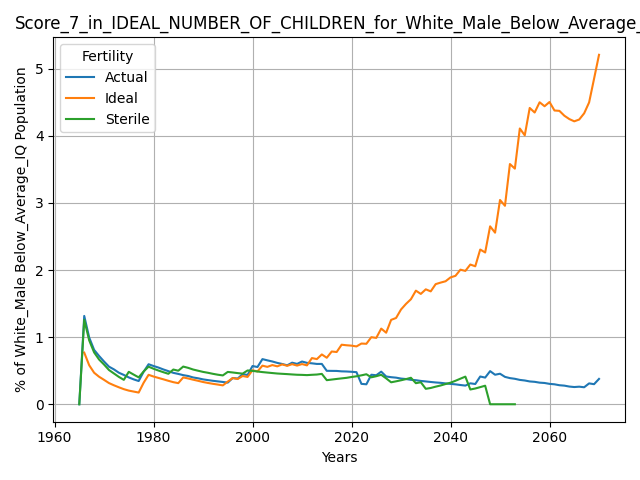 Score_7_in_IDEAL_NUMBER_OF_CHILDREN_for_White_Male_Below_Average_
Fertility
Actual
Ideal
Sterile
% of White_Male Below_Average_IQ Population
5
4
3
2
1
0
1960
1980
2000
2020
2040
2060
Years